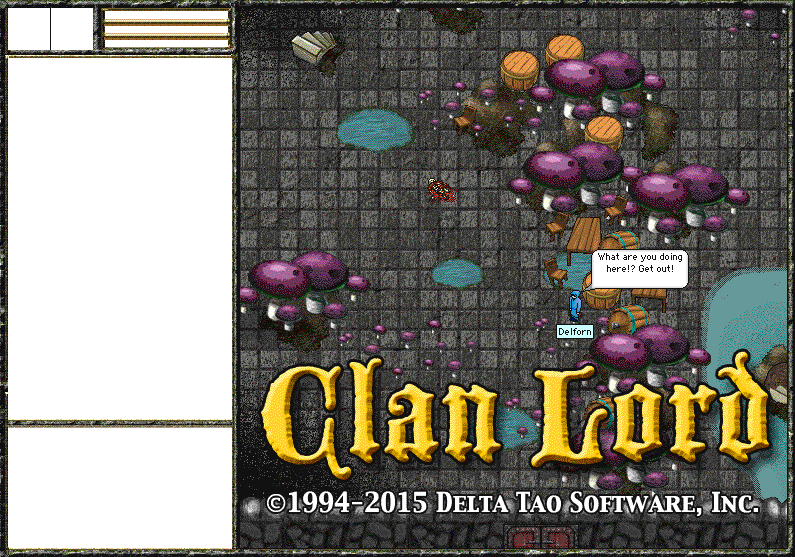 What are you doing
here!? Get out!
Delforn
Clan Lord
©1994-2015 Delta Tao Software, Inc.